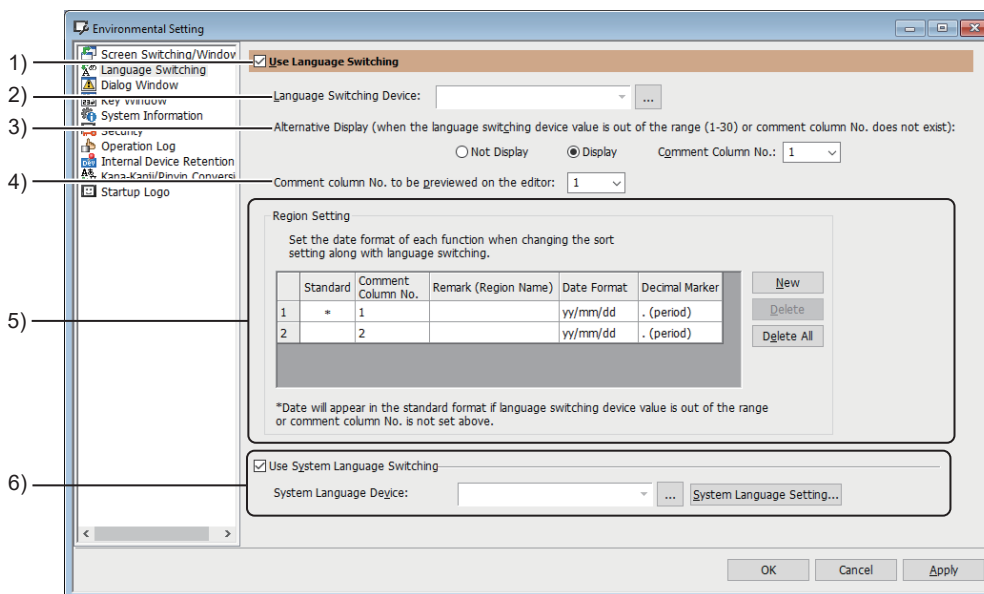 Environmental Setting
Screen Switching/Window
1)
Use Language Switching
Language Switching
2)
Language Switching Device:
...
Dialog Window
Key Window
System Information
3)
Alternative Display (when the language switching device value is out of the range (1-30) or comment column No. does not exist):
Security
Operation Log
Not Display
Display
Comment Column No.:
1
Internal Device Retention
Kana-Kanji/Pinyin Conversi
4)
Comment column No. to be previewed on the editor:
1
Startup Logo
5)
Region Setting
Set the date format of each function when changing the sort
setting along with language switching.
Standard Comment Column No. Remark (Region Name) Date Format Decimal Marker
1 * 1 yy/mm/dd . (period)
2 2 yy/mm/dd . (period)
New
Delete
Delete All
*Date will appear in the standard format if language switching device value is out of the range
or comment column No. is not set above.
6)
Use System Language Switching
System Language Device:
...
System Language Setting...
OK
Cancel
Apply